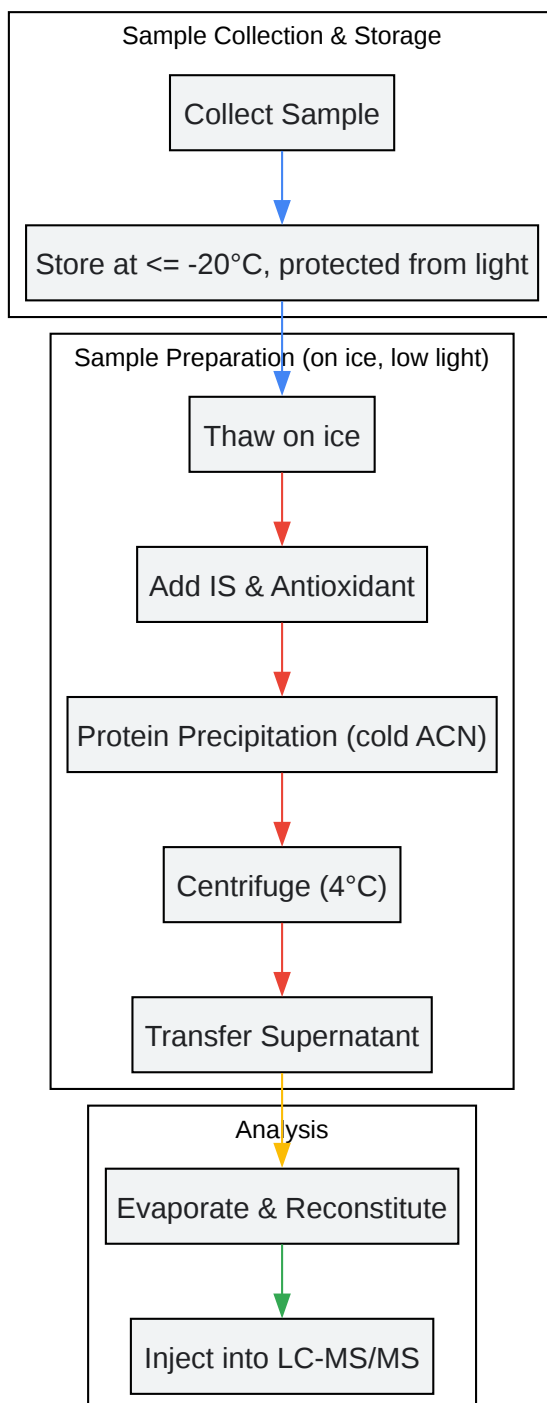 Sample Collection & Storage
Collect Sample
Store at <= -20°C, protected from light
Sample Preparation (on ice, low light)
Thaw on ice
Add IS & Antioxidant
Protein Precipitation (cold ACN)
Centrifuge (4°C)
Transfer Supernatant
Analysis
Evaporate & Reconstitute
Inject into LC-MS/MS